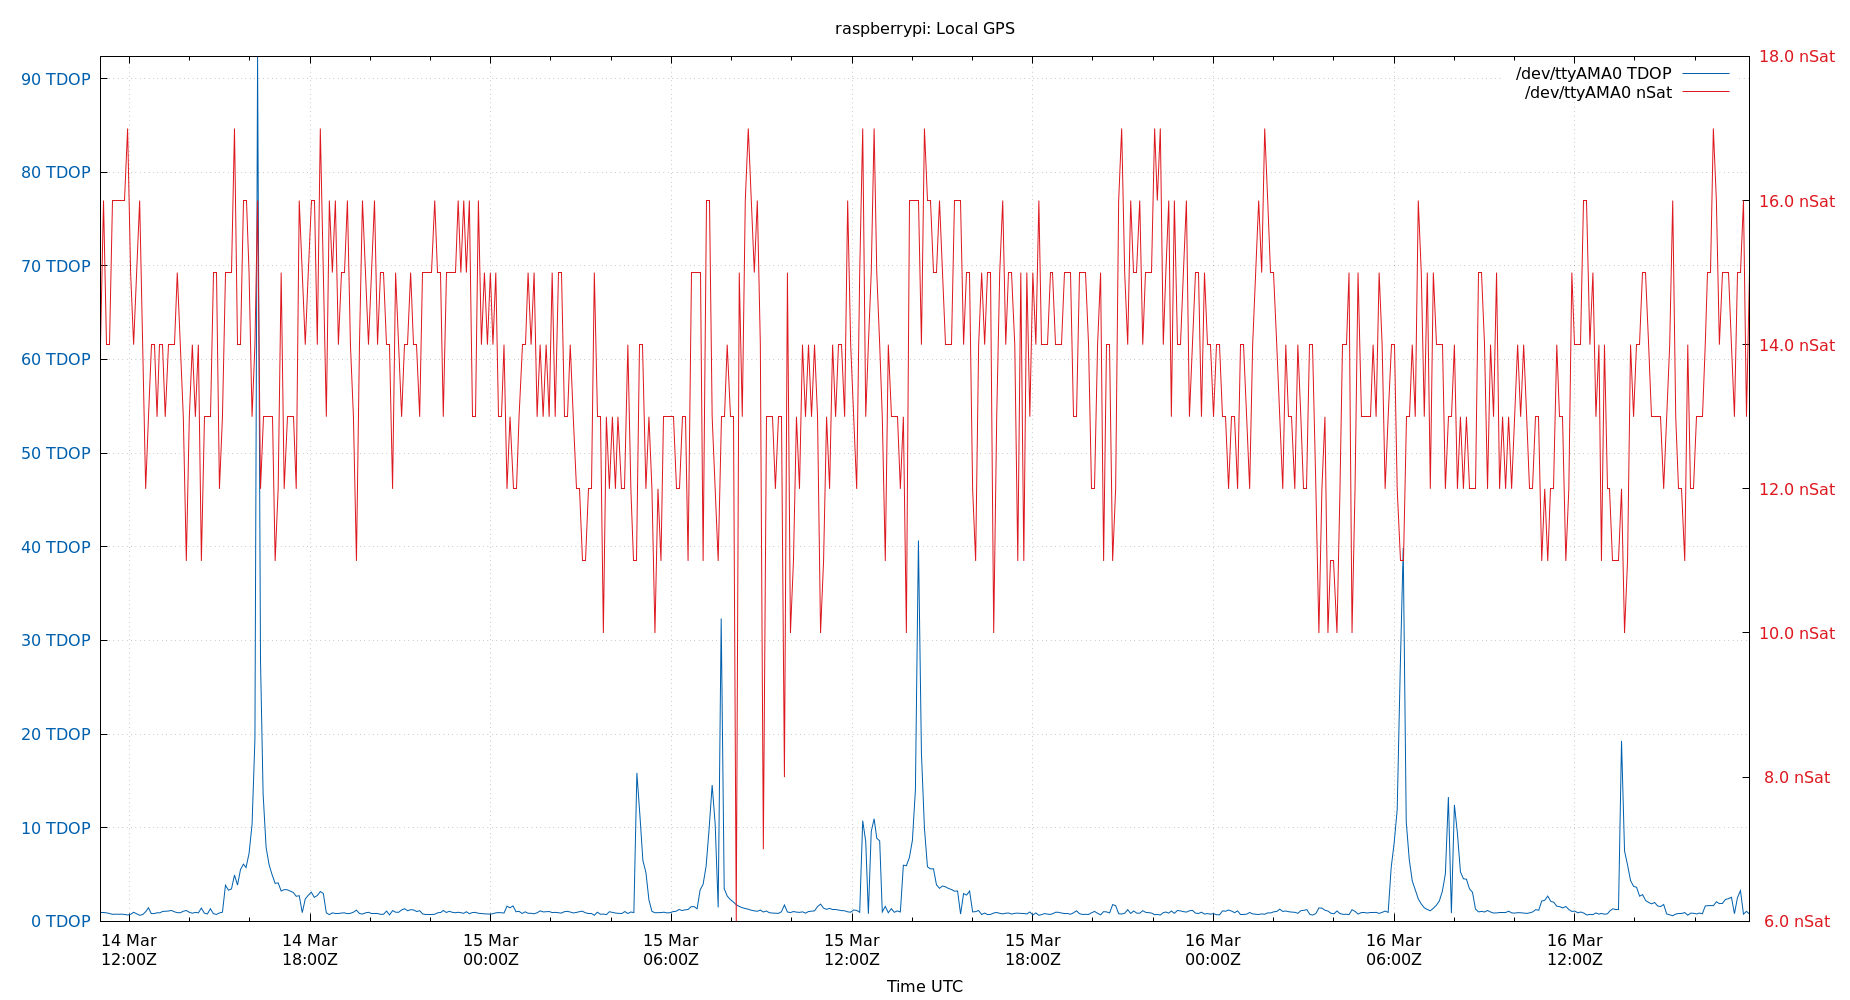 raspberrypi: Local GPS
/dev/ttyAMA0 TDOP
/dev/ttyAMA0 nSat
90 TDOP
80 TDOP
70 TDOP
60 TDOP
50 TDOP
40 TDOP
30 TDOP
20 TDOP
10 TDOP
0 TDOP
18.0 nSat
16.0 nSat
14.0 nSat
12.0 nSat
10.0 nSat
8.0 nSat
6.0 nSat
14 Mar
12:00Z
14 Mar
18:00Z
15 Mar
00:00Z
15 Mar
06:00Z
15 Mar
12:00Z
15 Mar
18:00Z
16 Mar
00:00Z
16 Mar
06:00Z
16 Mar
12:00Z
Time UTC